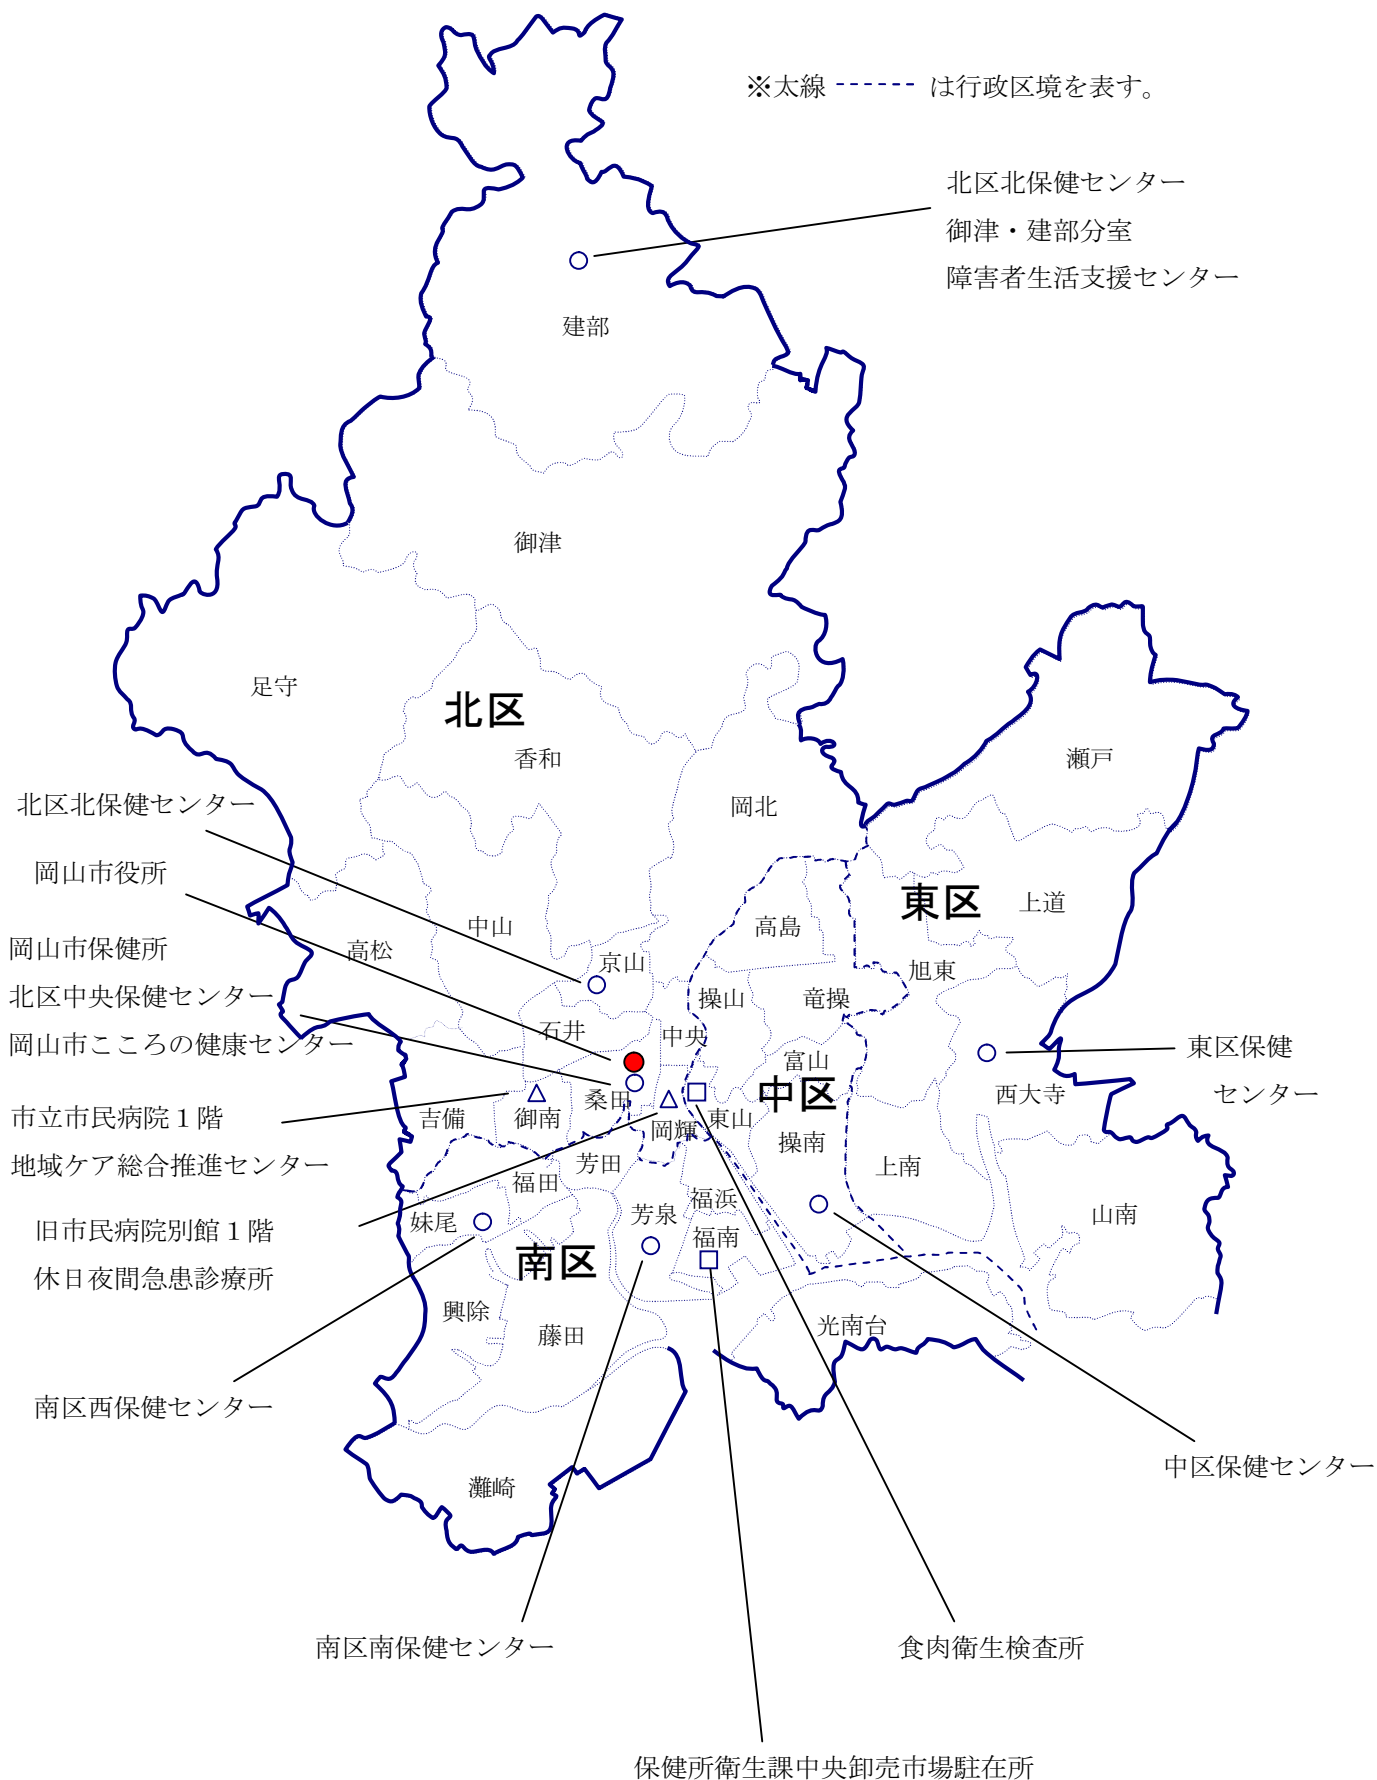 ※太線 ------ は行政区境を表す。
北区北保健センター
御津・建部分室
障害者生活支援センター
建部
御津
足守
北区
香和
瀬戸
岡北
北区北保健センター
岡山市役所
東区
上道
中山
高島
岡山市保健所
高松
京山
旭東
北区中央保健センター
操山
竜操
石井
中央
岡山市こころの健康センター
富山
東区保健
センター
西大寺
中区
桑田
市立市民病院1階
吉備
御南
岡輝
東山
操南
地域ケア総合推進センター
芳田
上南
福田
福浜
妹尾
芳泉
山南
旧市民病院別館1階
福南
南区
休日夜間急患診療所
興除
藤田
光南台
南区西保健センター
中区保健センター
灘崎
南区南保健センター
食肉衛生検査所
保健所衛生課中央卸売市場駐在所